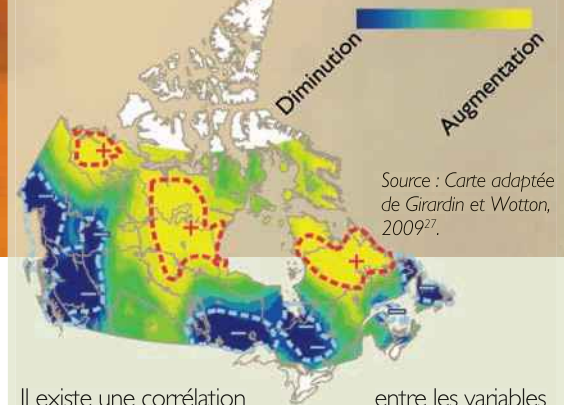 Diminution
Augmentation
Source : Carte adaptée
de Girardin et Wotton,
2009²⁷.
+
+
+
Il existe une corrélation entre les variables